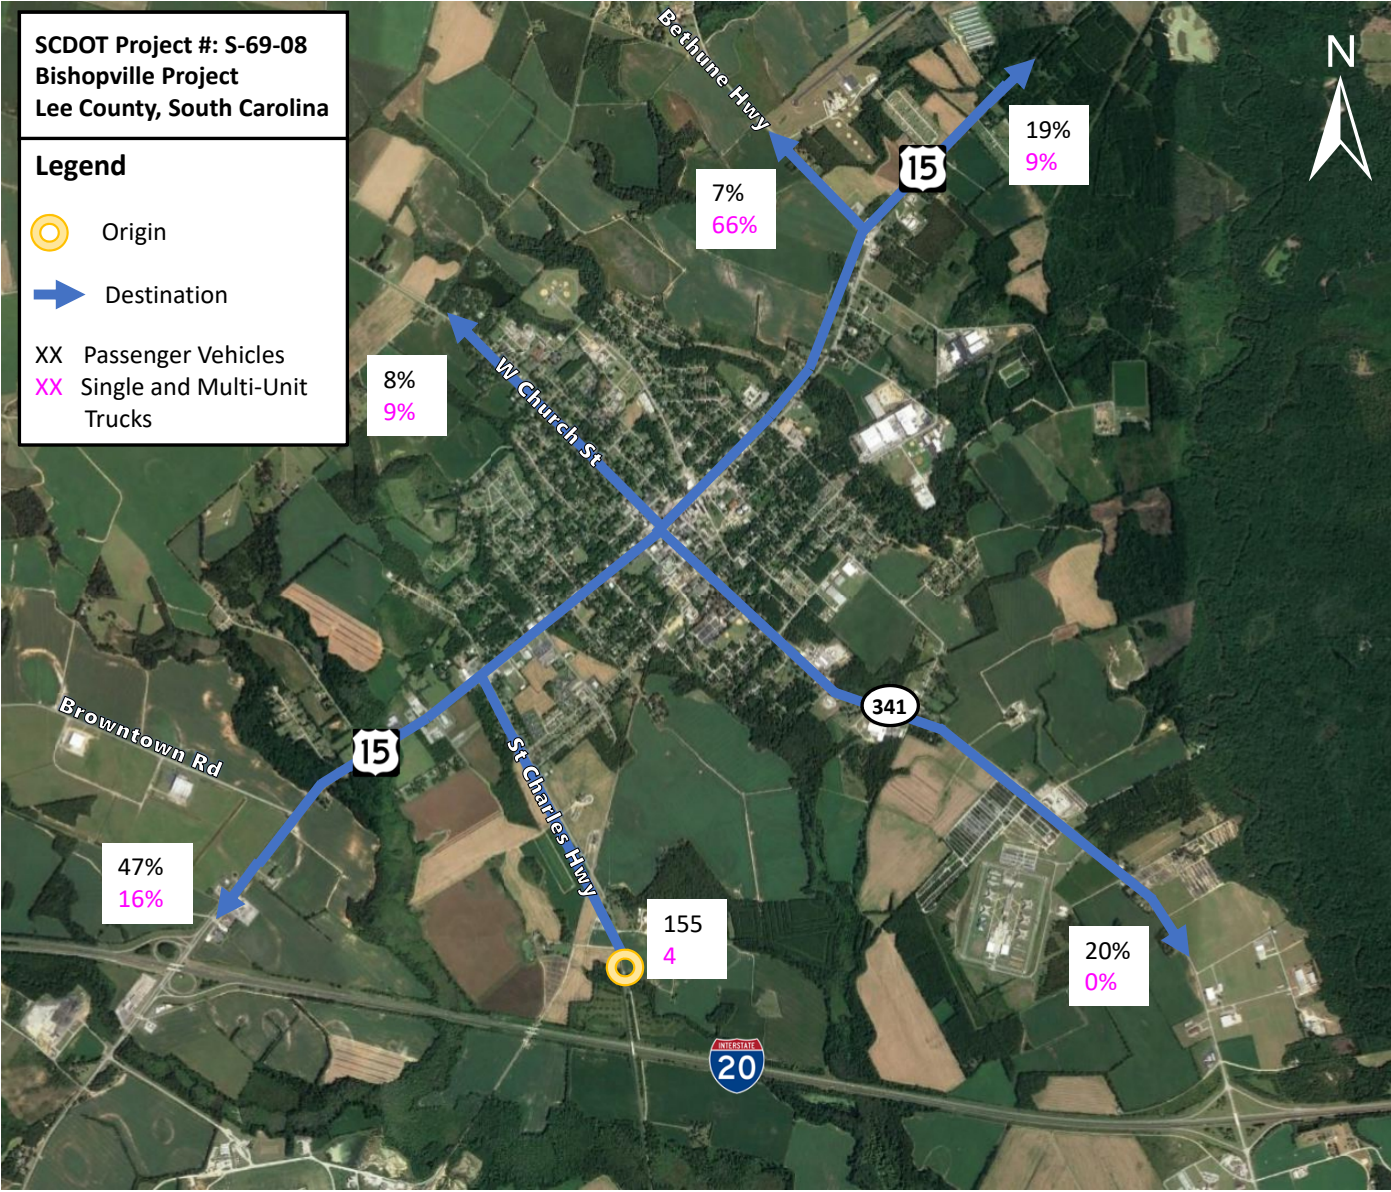 SCDOT Project #: S-69-08
Bishopville Project
Lee County, South Carolina
Legend
Origin
Destination
XX Passenger Vehicles
XX Single and Multi-Unit
Trucks
Bethune Hwy
N
19%
9%
15
7%
66%
W Church St
8%
9%
341
Browntown Rd
15
St Charles Hwy
47%
16%
155
4
20%
0%
INTERSTATE
20